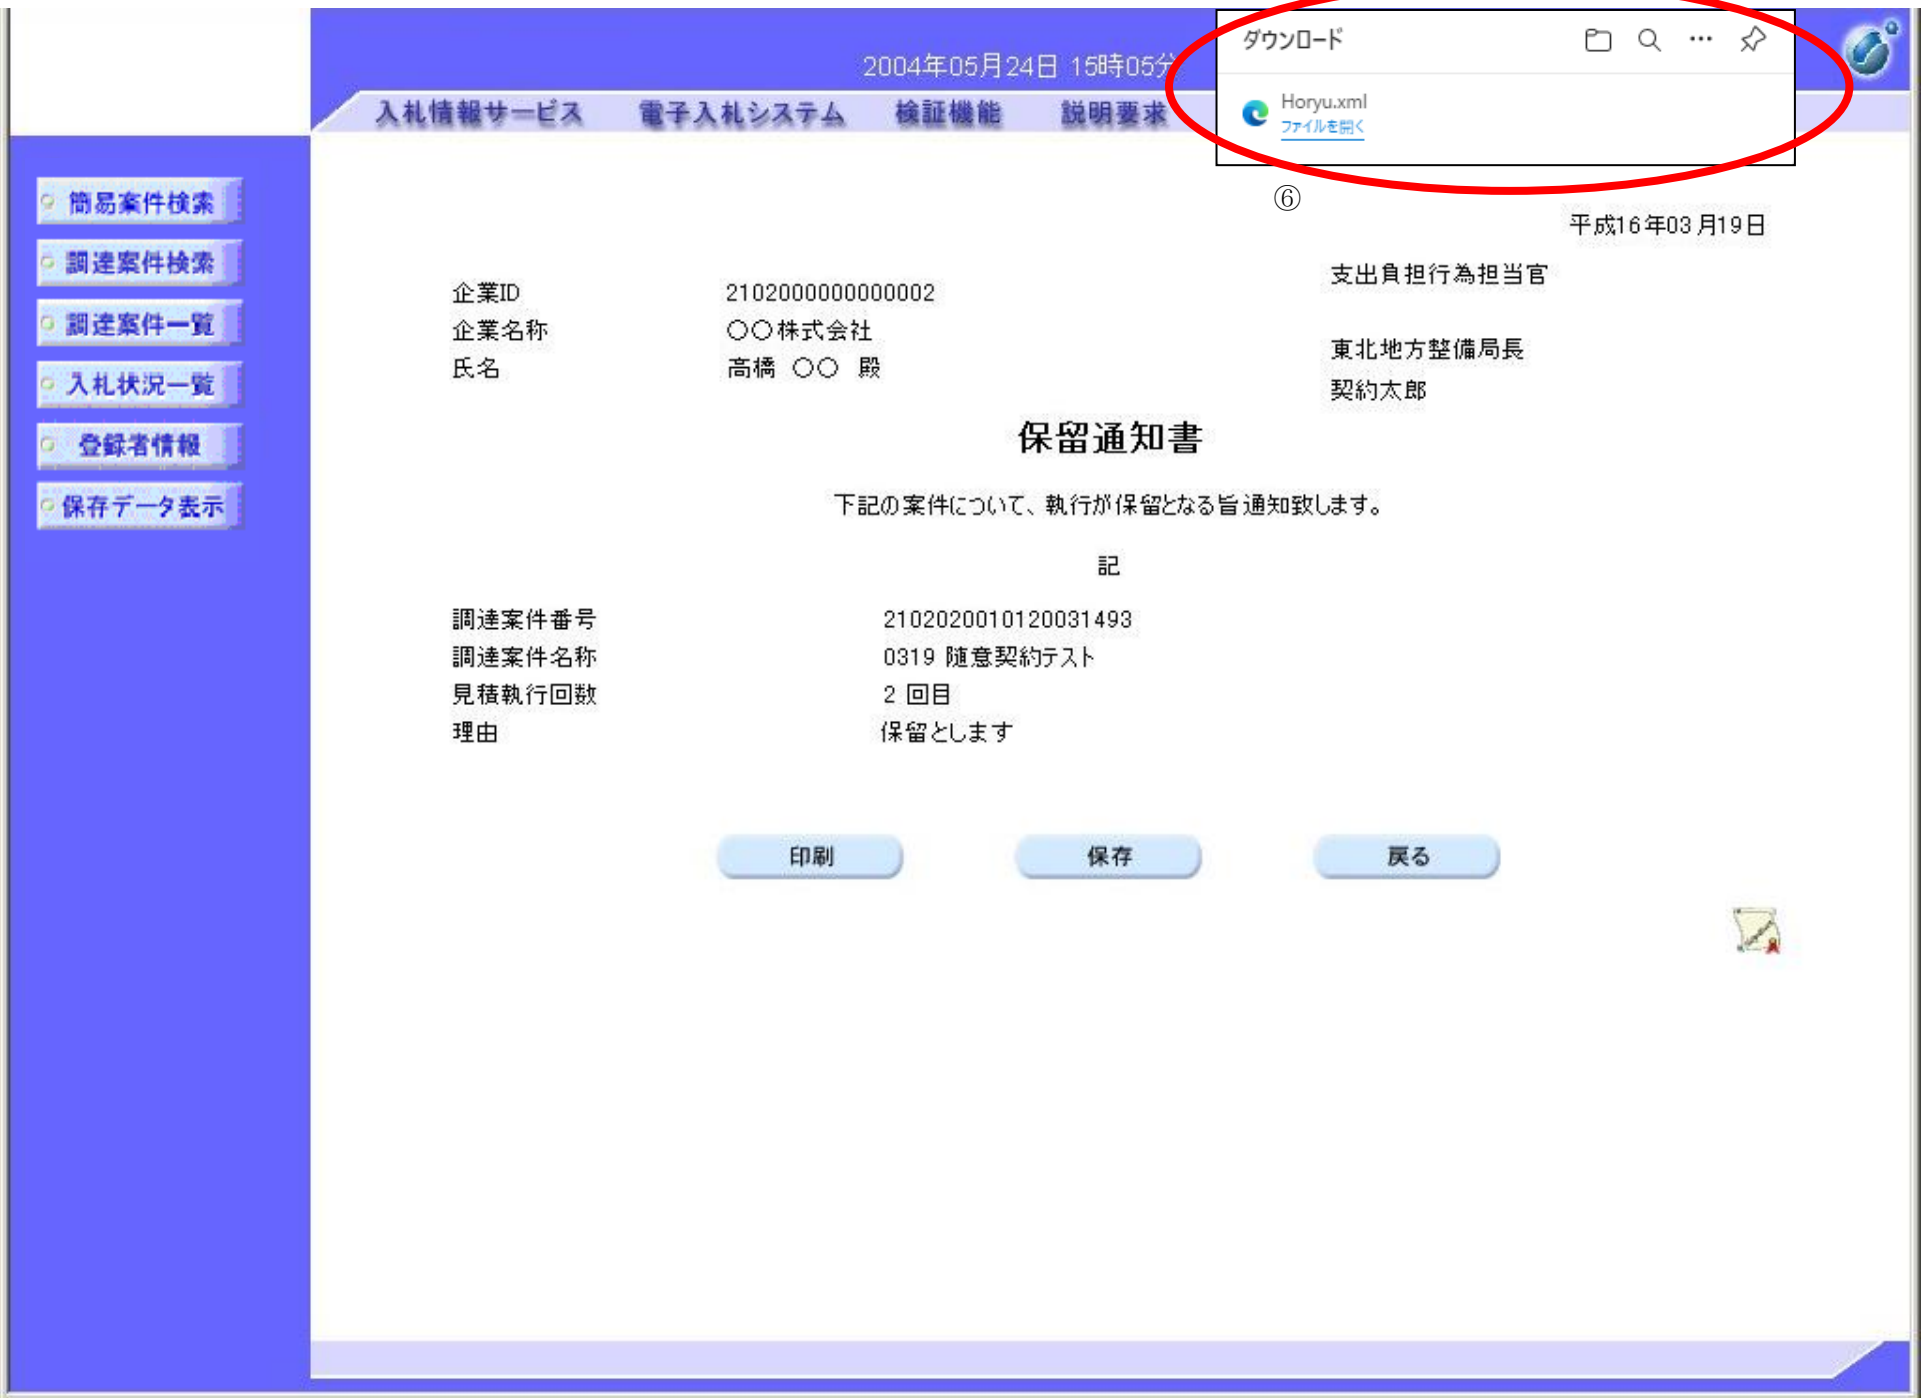 2004年05月24日 15時05分
ダウンロード
Horyu.xml
ファイルを開く
入札情報サービス 電子入札システム 検証機能 説明要求
⑥
簡易案件検索
調達案件検索
調達案件一覧
入札状況一覧
登録者情報
保存データ表示
平成16年03月19日
支出負担行為担当官
企業ID 2102000000000002
企業名称 〇〇株式会社
東北地方整備局長
氏名 高橋 〇〇 殿
契約太郎
保留通知書
下記の案件について、執行が保留となる旨通知致します。
記
調達案件番号 2102020010120031493
調達案件名称 0319 随意契約テスト
見積執行回数 2 回目
理由 保留とします
印刷 保存 戻る